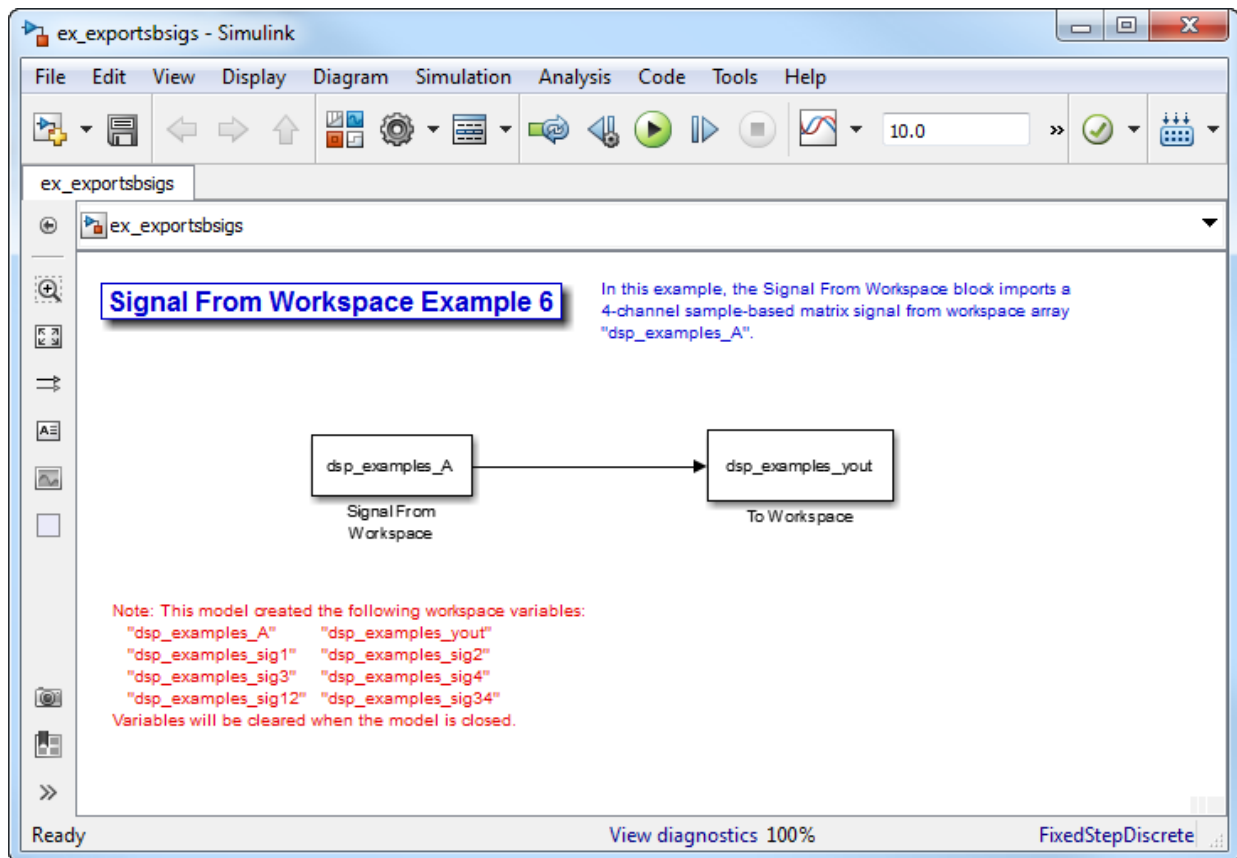 ex_exportsbsigs - Simulink
File Edit View Display Diagram Simulation Analysis Code Tools Help
10.0
ex_exportsbsigs
ex_exportsbsigs
Signal From Workspace Example 6
In this example, the Signal From Workspace block imports a
4-channel sample-based matrix signal from workspace array
"dsp_examples_A".
dsp_examples_A
Signal From
Workspace
dsp_examples_yout
To Workspace
Note: This model created the following workspace variables:
"dsp_examples_A" "dsp_examples_yout"
"dsp_examples_sig1" "dsp_examples_sig2"
"dsp_examples_sig3" "dsp_examples_sig4"
"dsp_examples_sig12" "dsp_examples_sig34"
Variables will be cleared when the model is closed.
Ready View diagnostics 100% FixedStepDiscrete